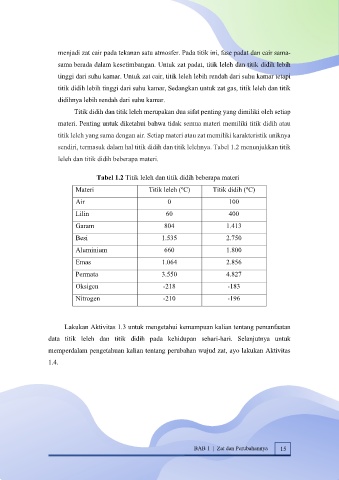 menjadi zat cair pada tekanan satu atmosfer. Pada titik ini, fase padat dan cair sama-
sama berada dalam kesetimbangan. Untuk zat padat, titik leleh dan titik didih lebih
tinggi dari suhu kamar. Untuk zat cair, titik leleh lebih rendah dari suhu kamar tetapi
titik didih lebih tinggi dari suhu kamar, Sedangkan untuk zat gas, titik leleh dan titik
didihnya lebih rendah dari suhu kamar.
Titik didih dan titk leleh merupakan dua sifat penting yang dimiliki oleh setiap
materi. Penting untuk diketahui bahwa tidak semua materi memiliki titik didih atau
titik leleh yang sama dengan air. Setiap materi atau zat memiliki karakteristik uniknya
sendiri, termasuk dalam hal titik didih dan titik lelehnya. Tabel 1.2 menunjukkan titik
leleh dan titik didih beberapa materi.
Tabel 1.2 Titik leleh dan titik didih beberapa materi
Materi Titik leleh (°C) Titik didih (°C)
Air 0 100
Lilin 60 400
Garam 804 1.413
Besi 1.535 2.750
Aluminium 660 1.800
Emas 1.064 2.856
Permata 3.550 4.827
Oksigen -218 -183
Nitrogen -210 -196
Lakukan Aktivitas 1.3 untuk mengetahui kemampuan kalian tentang pemanfaatan
data titik leleh dan titik didih pada kehidupan sehari-hari. Selanjutnya untuk
memperdalam pengetahuan kalian tentang perubahan wujud zat, ayo lakukan Aktivitas
1.4.
BAB 1 | Zat dan Perubahannya 15